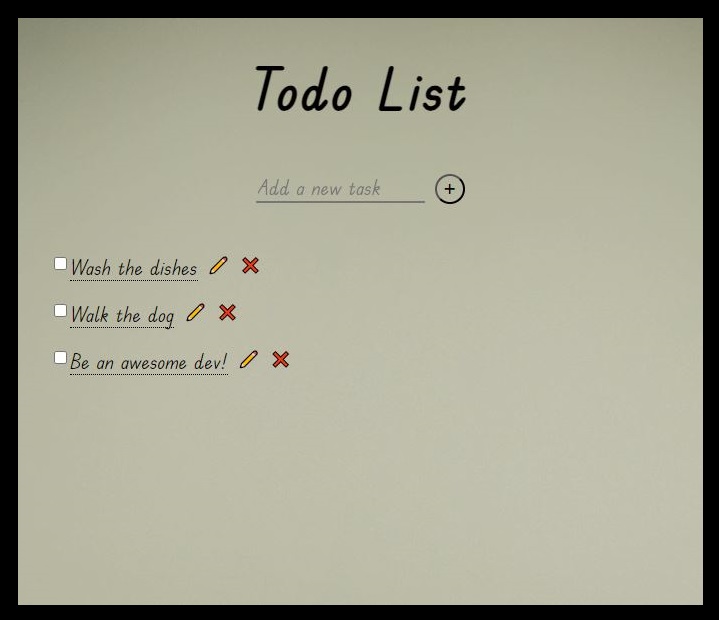 Todo List
Add a new task +
Wash the dishes
Walk the dog
Be an awesome dev!